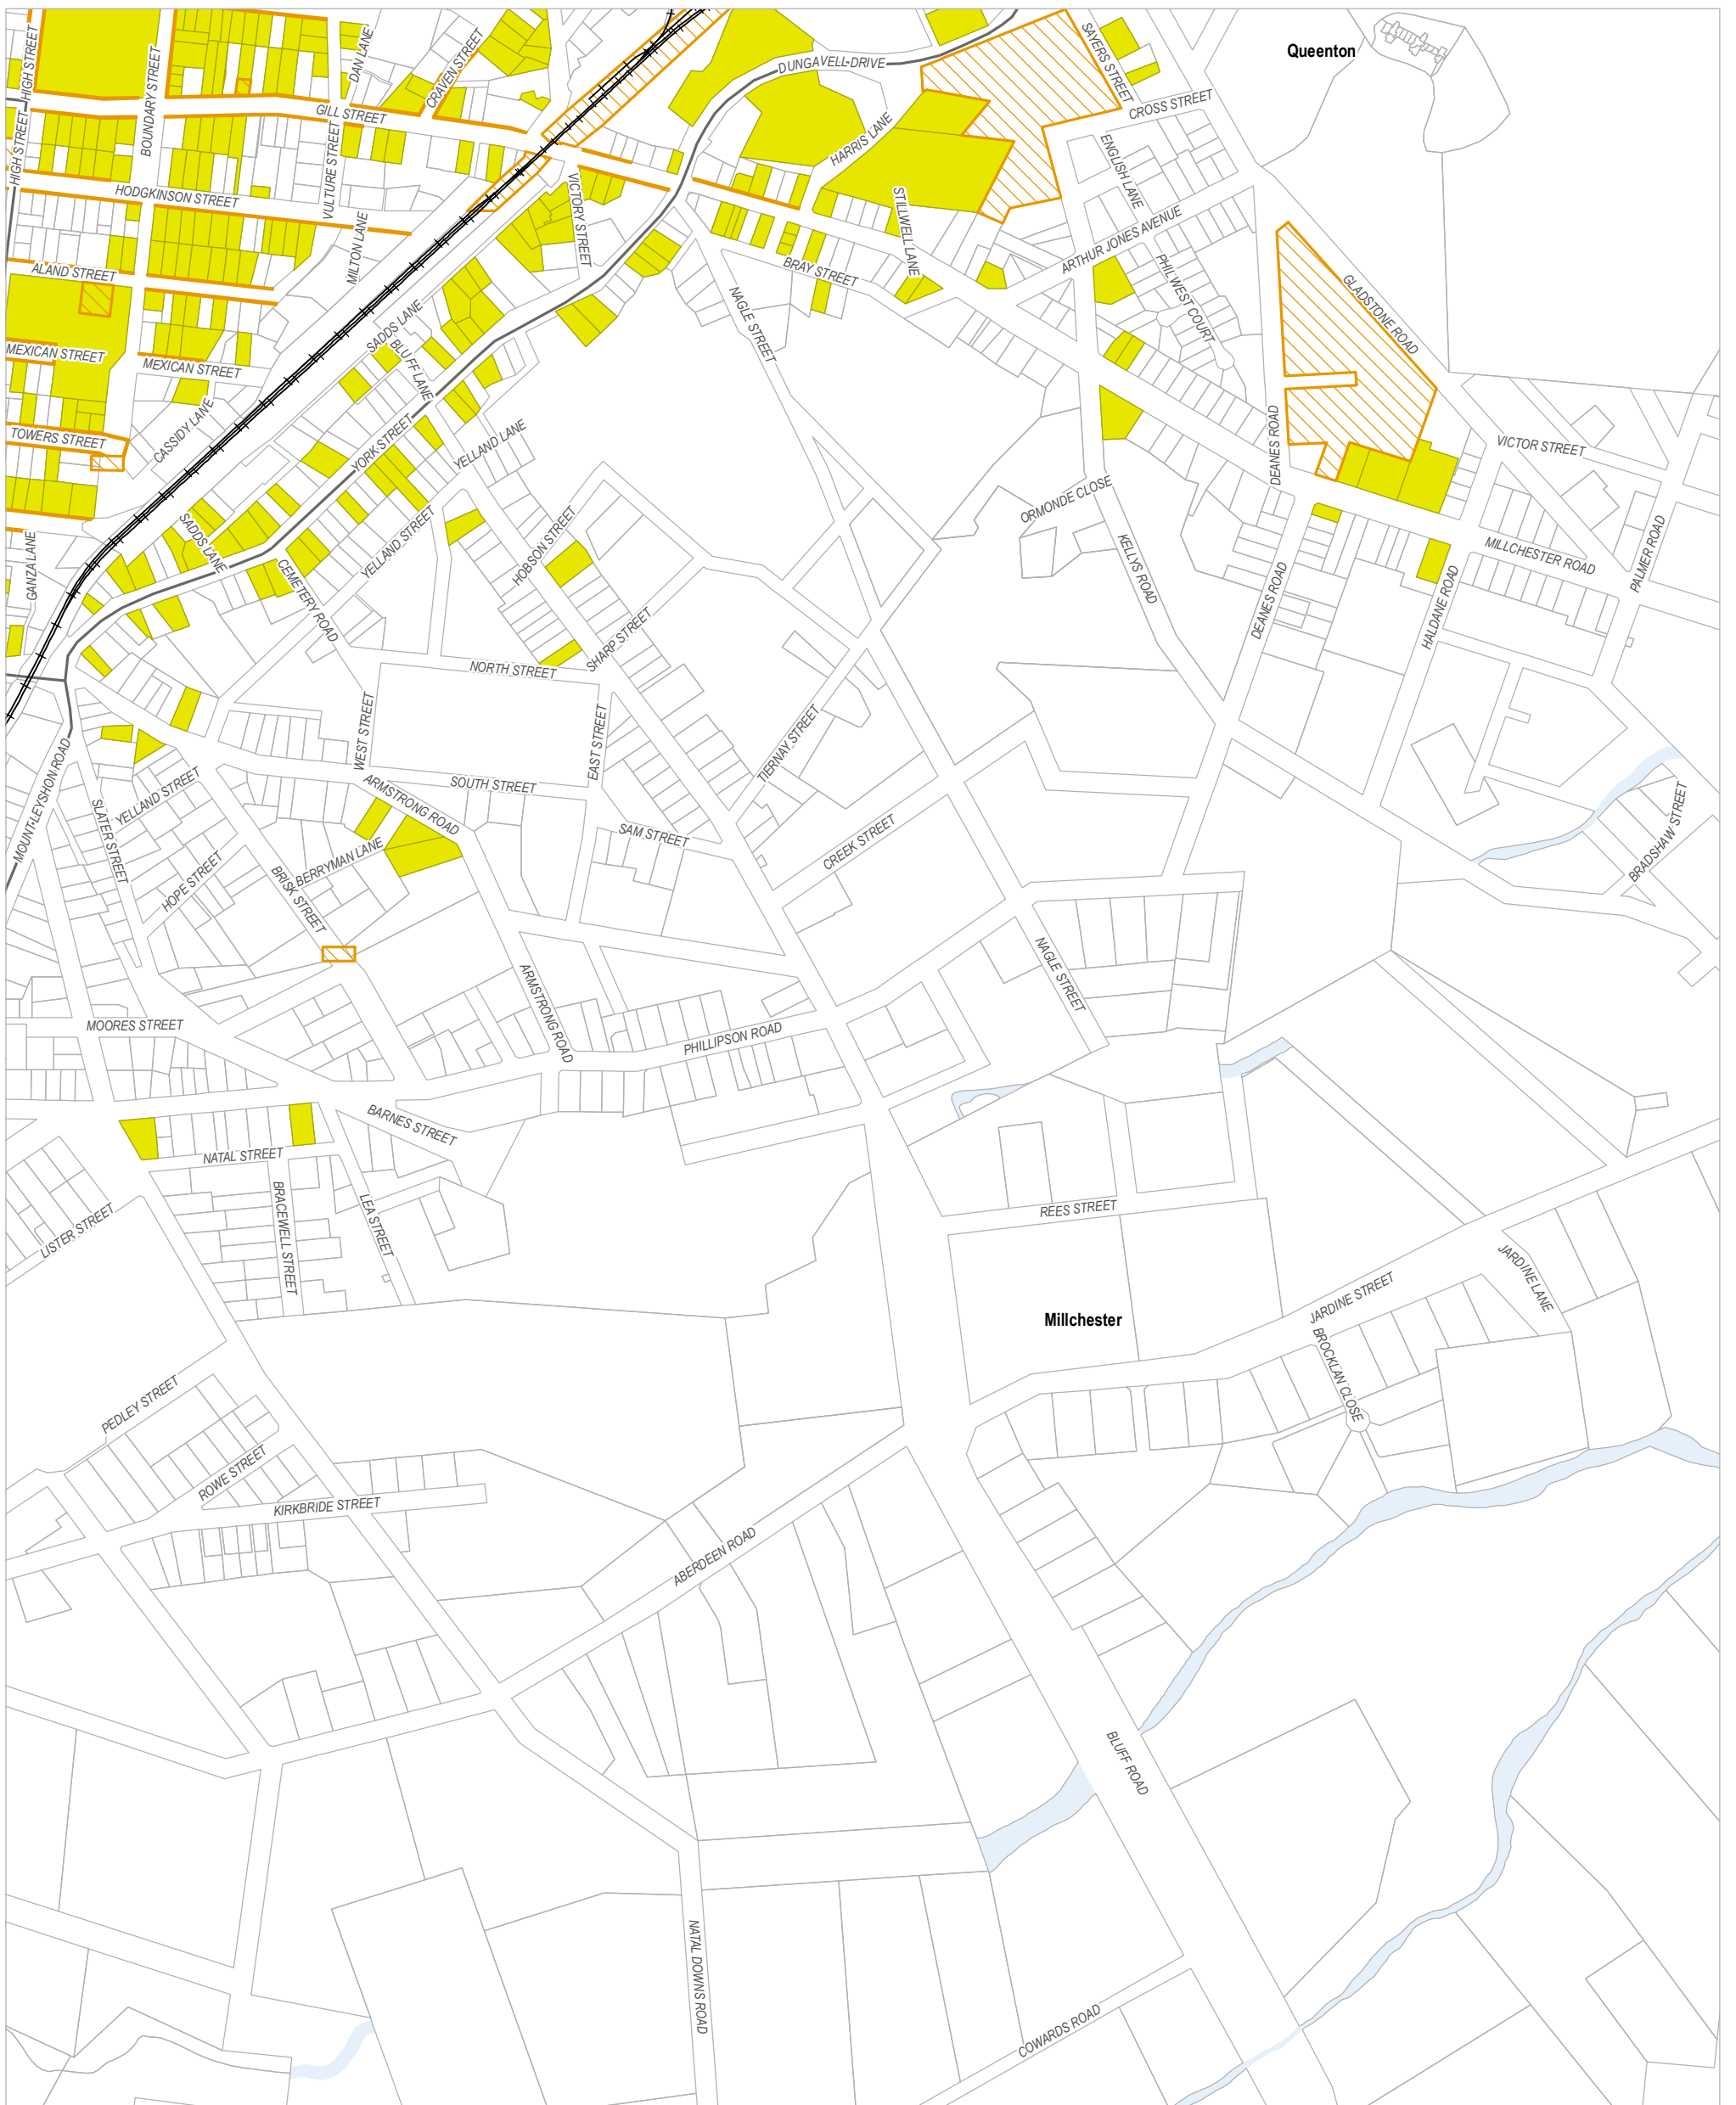 HIGH STREET
HIGH STREET
BOUNDARY STREET
DAN LANE
CRAVEN STREET
GILL STREET
VULTURE STREET
HODGKINSON STREET
MILTON LANE
ALAND STREET
MEXICAN STREET
MEXICAN STREET
TOWERS STREET
CASSIDY LANE
GANZA LANE
DUNGAVELL-DRIVE
SAYERS STREET
CROSS STREET
Queenton
HARRIS LANE
ENGLISH LANE
VICTORY STREET
STILLWELL LANE
ARTHUR JONES AVENUE
BRAY STREET
PHILWEST COURT
GLADSTONE ROAD
NAGLE STREET
SADDS LANE
BLUFF LANE
YORK STREET
YELLAND LANE
DEANES ROAD
VICTOR STREET
ORMONDE CLOSE
SADDS LANE
YELLAND STREET
HOBSON STREET
CEMETERY ROAD
KELLYS ROAD
MILLCHESTER ROAD
PALMER ROAD
DEANES ROAD
HALDANE ROAD
SHARP STREET
NORTH STREET
WEST STREET
EAST STREET
TIERNAY STREET
SOUTH STREET
ARMSTRONG ROAD
MOUNT-LEYSHON ROAD
YELLAND STREET
SLATER STREET
SAM STREET
CREEK STREET
BRADSHAW STREET
HOPE STREET
BERRYMAN LANE
BRISK STREET
NAGLE STREET
ARMSTRONG ROAD
MOORES STREET
PHILLIPSON ROAD
BARNES STREET
NATAL STREET
LISTER STREET
BRACEWELL STREET
LEA STREET
REES STREET
JARDINE LANE
JARDINE STREET
Millchester
BROCKLAN CLOSE
PEDLEY STREET
ROWE STREET
KIRKBRIDE STREET
ABERDEEN ROAD
BLUFF ROAD
NATAL DOWNS ROAD
COWARDS ROAD